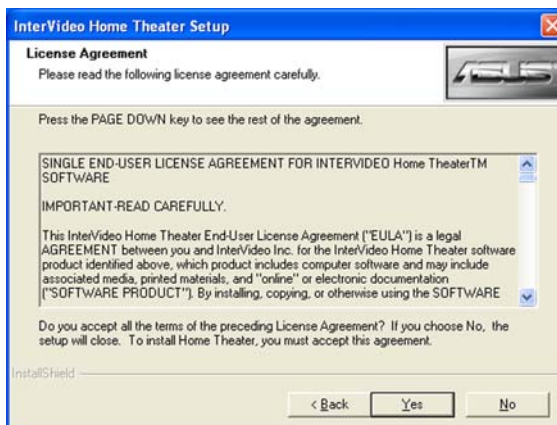 InterVideo Home Theater Setup
License Agreement
Please read the following license agreement carefully.
ASUS
Press the PAGE DOWN key to see the rest of the agreement.
SINGLE END-USER LICENSE AGREEMENT FOR INTERVIDEO Home TheaterTM
SOFTWARE
IMPORTANT-READ CAREFULLY.
This InterVideo Home Theater End-User License Agreement ("EULA") is a legal
AGREEMENT between you and InterVideo Inc. for the InterVideo Home Theater software
product identified above, which product includes computer software and may include
associated media, printed materials, and "online" or electronic documentation
("SOFTWARE PRODUCT"). By installing, copying, or otherwise using the SOFTWARE
Do you accept all the terms of the preceding License Agreement? If you choose No, the
setup will close. To install Home Theater, you must accept this agreement.
InstallShield
< Back
Yes
No